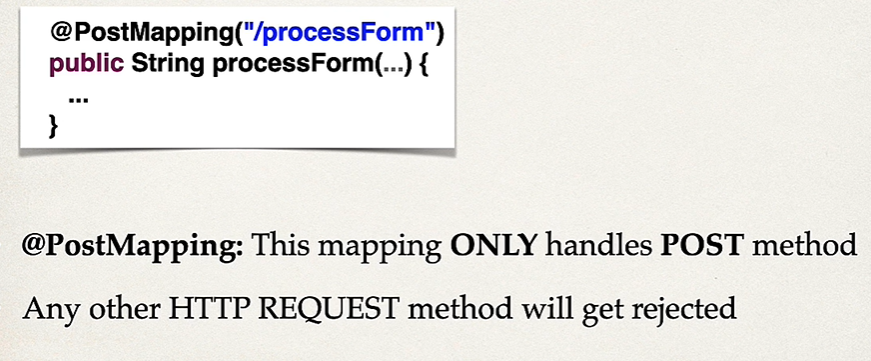 @PostMapping("/processForm")
public String processForm(...) {
...
}
@PostMapping: This mapping ONLY handles POST method
Any other HTTP REQUEST method will get rejected